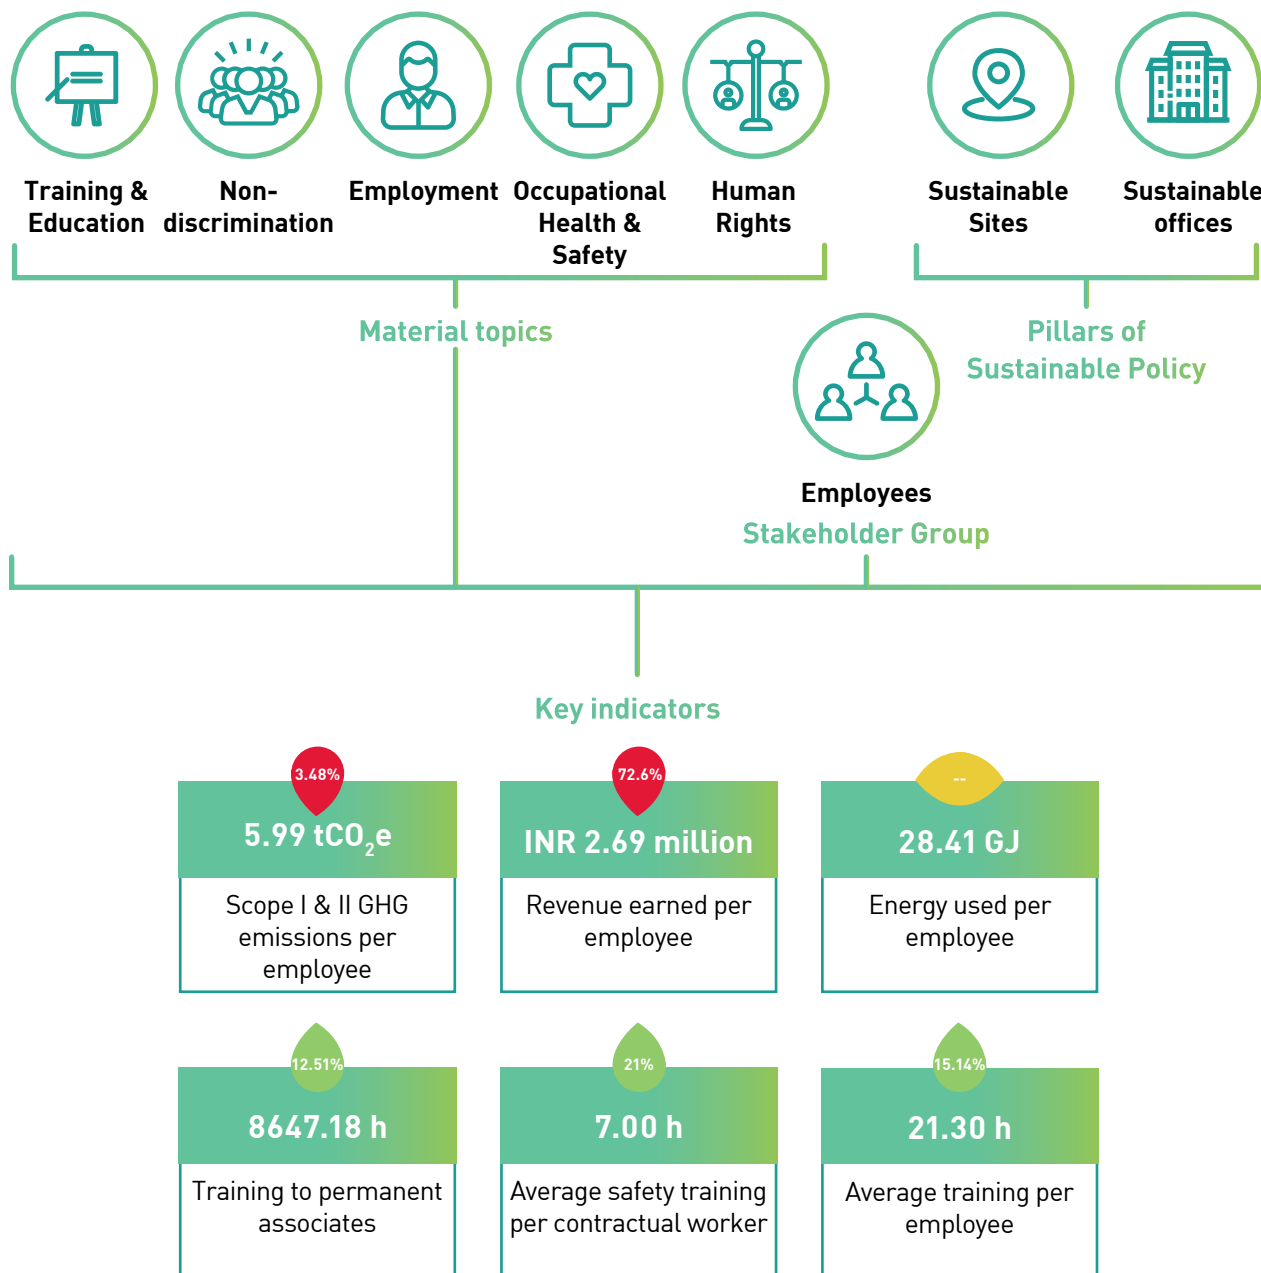 Training &
Education
Non-
discrimination
Employment
Occupational
Health &
Safety
Human
Rights
Sustainable
Sites
Sustainable
offices
Material topics
Pillars of
Sustainable Policy
Employees
Stakeholder Group
Key indicators
3.48%
5.99 tCO₂e
Scope I & II GHG
emissions per
employee
72.6%
INR 2.69 million
Revenue earned per
employee
--
28.41 GJ
Energy used per
employee
12.51%
8647.18 h
Training to permanent
associates
21%
7.00 h
Average safety training
per contractual worker
15.14%
21.30 h
Average training per
employee